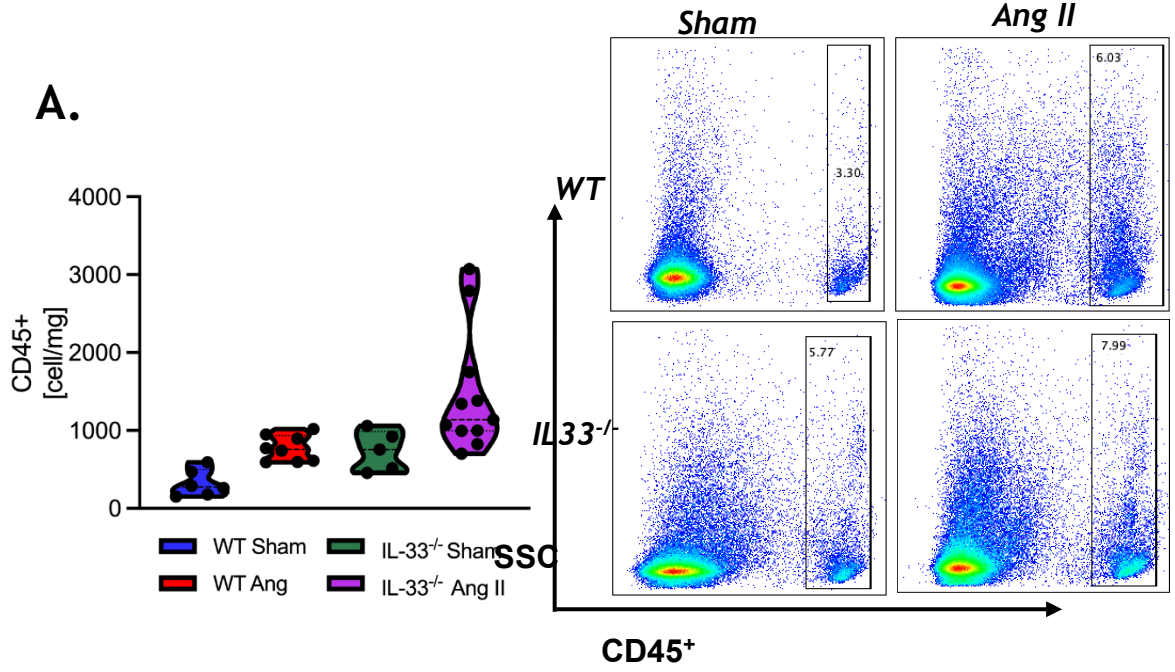 Sham
Ang II
A.
6.03
3.30
WT
4000
3000
2000
1000
0
CD45+
[cell/mg]
5.77
7.99
IL33⁻/⁻
WT Sham
IL-33⁻/⁻ Sham
WT Ang
IL-33⁻/⁻ Ang II
SSC
CD45⁺